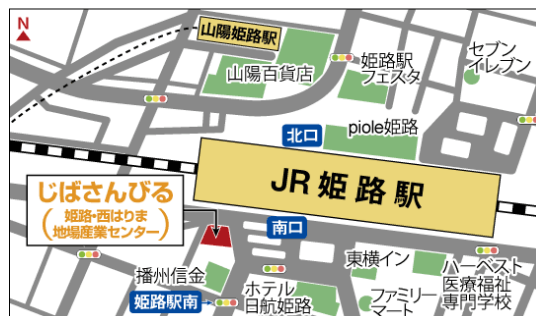 N
山陽姫路駅
山陽百貨店
姫路駅
フェスタ
セブン
イレブン
北口
piole姫路
JR姫路駅
じばさんびる
(姫路・西はりま
地場産業センター)
南口
播州信金
姫路駅南
ホテル
日航姫路
東横イン
ファミリー
マート
ハーベスト
医療福祉
専門学校